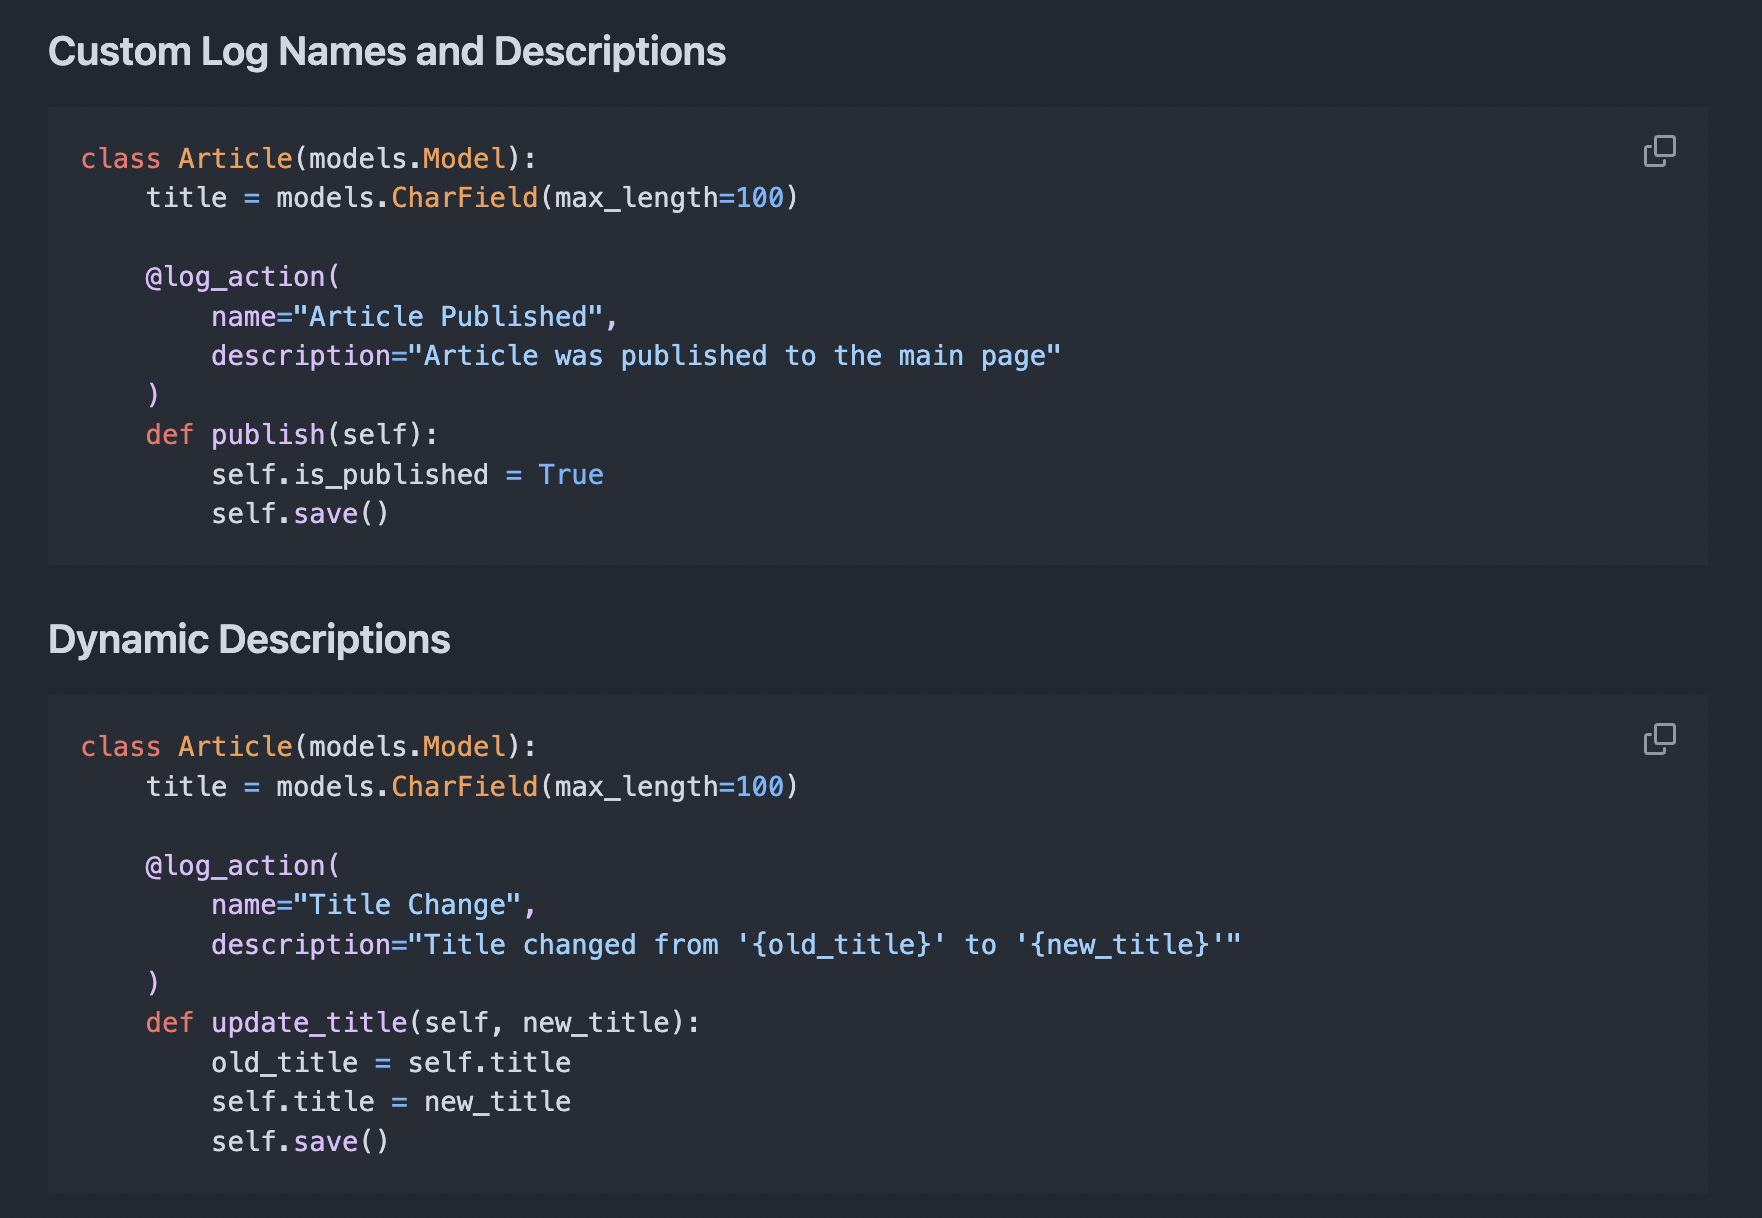 Custom Log Names and Descriptions
class Article(models.Model):
    title = models.CharField(max_length=100)

    @log_action(
        name="Article Published",
        description="Article was published to the main page"
    )
    def publish(self):
        self.is_published = True
        self.save()
Dynamic Descriptions
class Article(models.Model):
    title = models.CharField(max_length=100)

    @log_action(
        name="Title Change",
        description="Title changed from '{old_title}' to '{new_title}'"
    )
    def update_title(self, new_title):
        old_title = self.title
        self.title = new_title
        self.save()